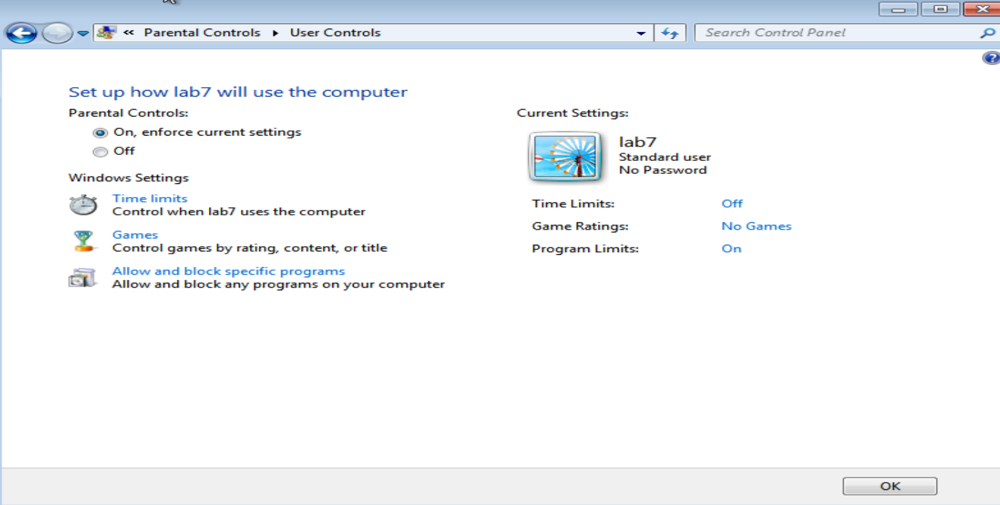 « Parental Controls ▸ User Controls
Search Control Panel
Set up how lab7 will use the computer
Parental Controls:
On, enforce current settings
Off
Windows Settings
Time limits
Control when lab7 uses the computer
Games
Control games by rating, content, or title
Allow and block specific programs
Allow and block any programs on your computer
Current Settings:
lab7
Standard user
No Password
Time Limits: Off
Game Ratings: No Games
Program Limits: On
OK